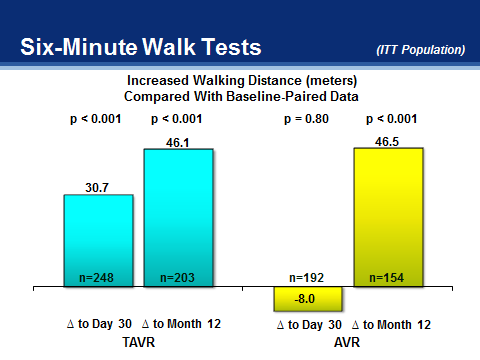 Six-Minute Walk Tests (ITT Population)
Increased Walking Distance (meters)
Compared With Baseline-Paired Data
p < 0.001 p < 0.001 p = 0.80 p < 0.001
30.7 46.1 46.5
n=248 n=203 n=192 n=154
-8.0
Δ to Day 30 Δ to Month 12 Δ to Day 30 Δ to Month 12
TAVR AVR